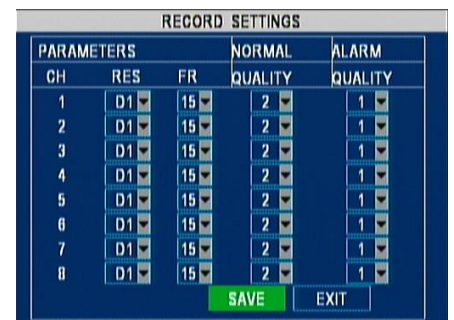 RECORD SETTINGS
PARAMETERS NORMAL ALARM
CH RES FR QUALITY QUALITY
1 D1 15 2 1
2 D1 15 2 1
3 D1 15 2 1
4 D1 15 2 1
5 D1 15 2 1
6 D1 15 2 1
7 D1 15 2 1
8 D1 15 2 1
SAVE EXIT